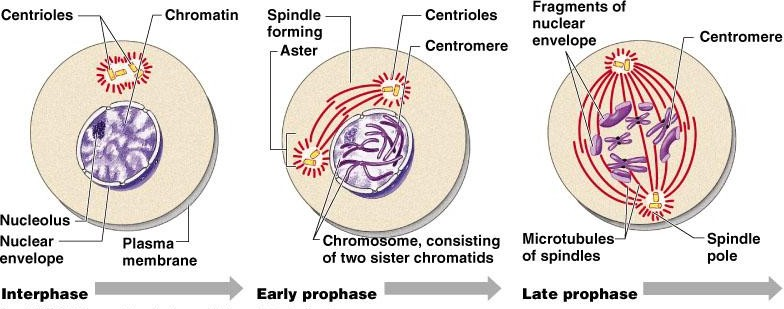 Centrioles
Chromatin
Nucleolus
Nuclear
envelope
Plasma
membrane
Interphase
Spindle
forming
Aster
Centrioles
Centromere
Chromosome, consisting
of two sister chromatids
Early prophase
Fragments of
nuclear
envelope
Centromere
Microtubules
of spindles
Spindle
pole
Late prophase